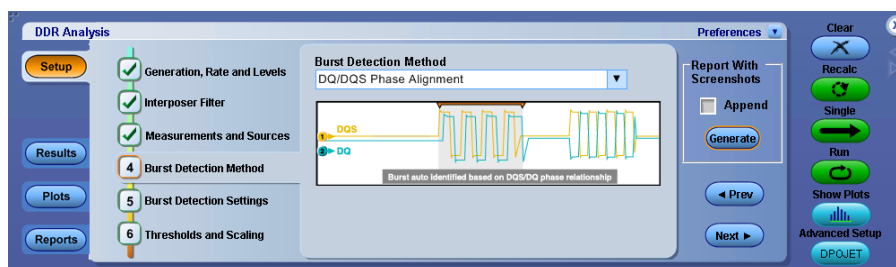 DDR Analysis
Preferences
Setup
Results
Plots
Reports
Generation, Rate and Levels
Interposer Filter
Measurements and Sources
4 Burst Detection Method
5 Burst Detection Settings
6 Thresholds and Scaling
Burst Detection Method
DQ/DQS Phase Alignment
1 DQS
2 DQ
Burst auto identified based on DQS/DQ phase relationship
Report With
Screenshots
Append
Generate
Prev
Next
Clear
Recalc
Single
Run
Show Plots
Advanced Setup
DPOJET